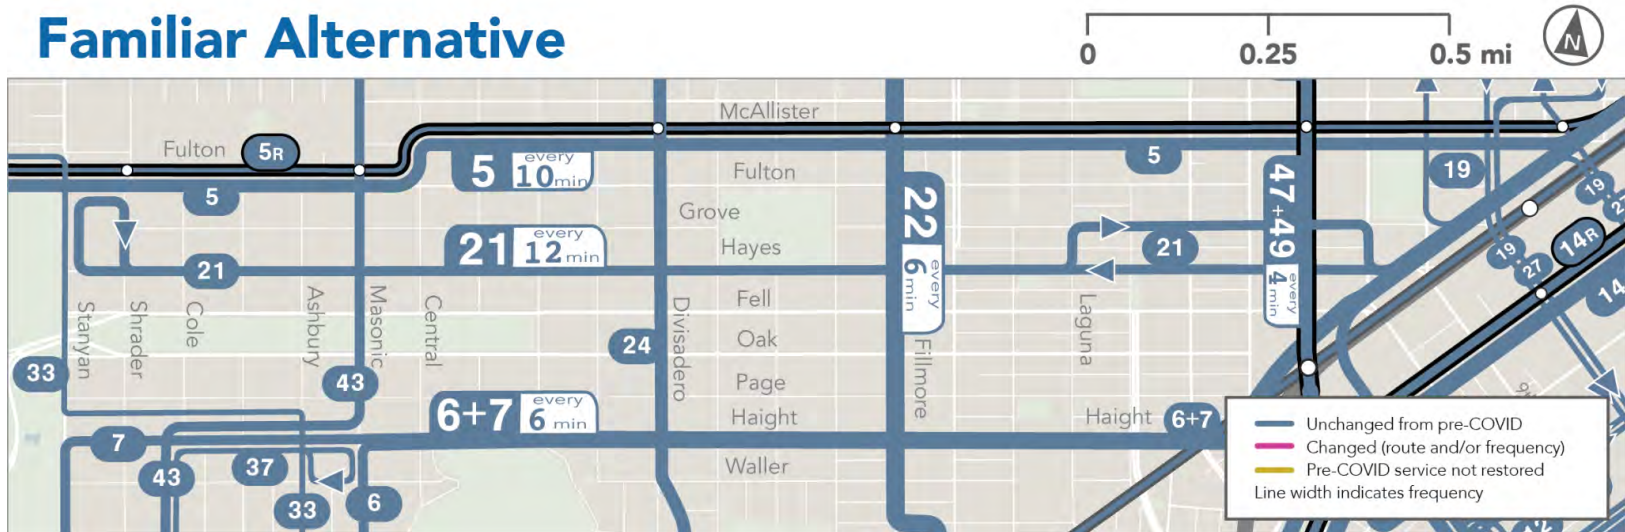 Familiar Alternative
0 0.25 0.5 mi
N
McAllister
Fulton
5R
5
every
10 min
5
19
Fulton
5
Grove
Hayes
21
every
12 min
21
22
every
6 min
21
47+49
every
4 min
19
27
14R
19
27
14
Stanyan
Shrader
Cole
Ashbury
Masonic
Central
Divisadero
Fillmore
Laguna
Fell
Oak
Page
Haight
Waller
33
43
24
6+7
every
6 min
Haight
6+7
7
43
37
33
6
Unchanged from pre-COVID
Changed (route and/or frequency)
Pre-COVID service not restored
Line width indicates frequency